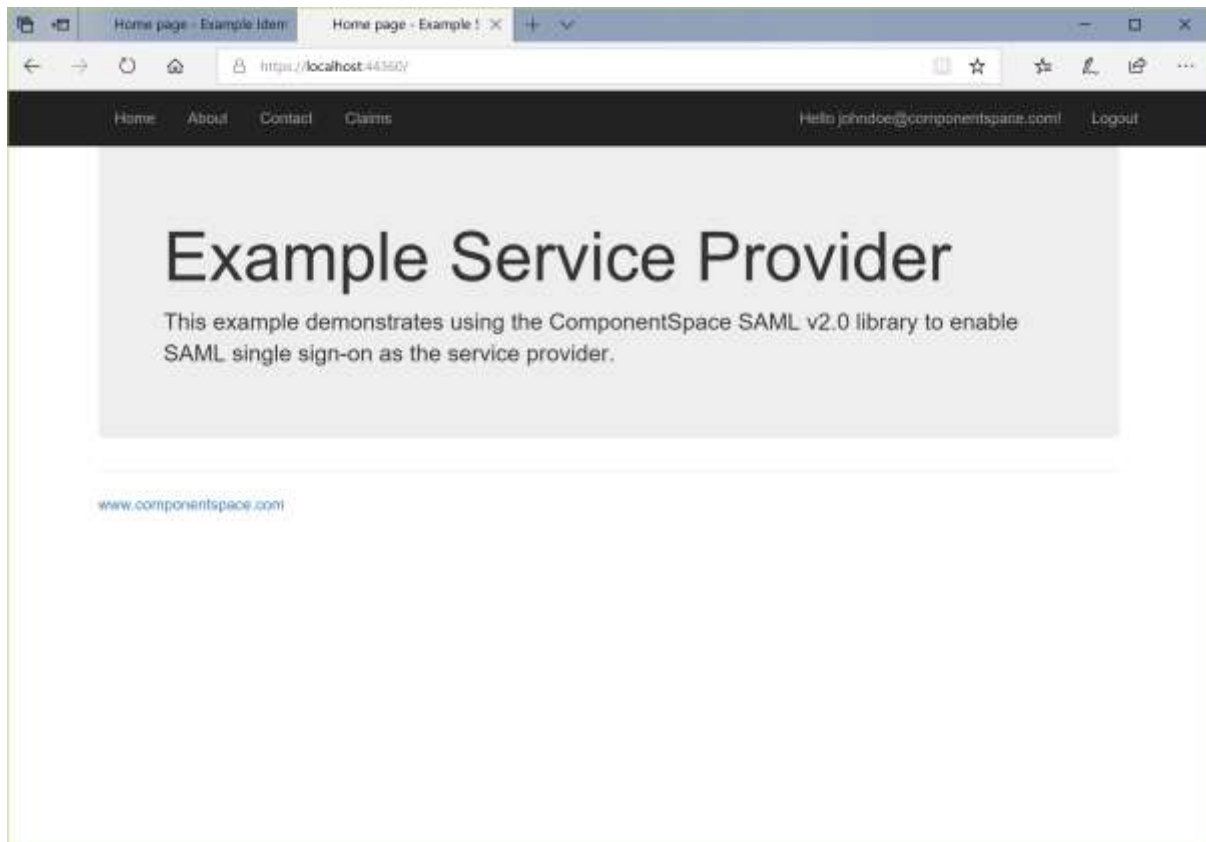 Home page - Example Iden
Home page - Example S
https://localhost:44360/
Home About Contact Claims Hello johndoe@componentspace.com! Logout
Example Service Provider
This example demonstrates using the ComponentSpace SAML v2.0 library to enable
SAML single sign-on as the service provider.
www.componentspace.com